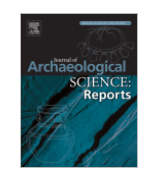 Journal of
Archaeological
SCIENCE:
Reports